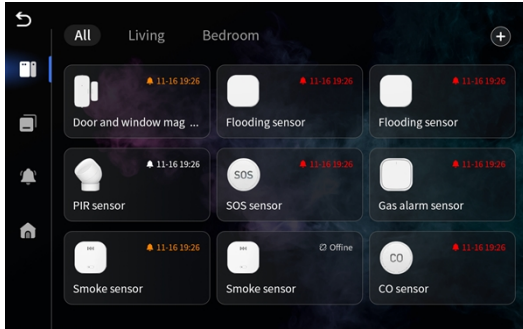 All Living Bedroom
11-16 19:26 11-16 19:26 11-16 19:26
Door and window mag ... Flooding sensor Flooding sensor
11-16 19:26 11-16 19:26 11-16 19:26
SOS
PIR sensor SOS sensor Gas alarm sensor
11-16 19:26 Offine 11-16 19:26
CO
Smoke sensor Smoke sensor CO sensor